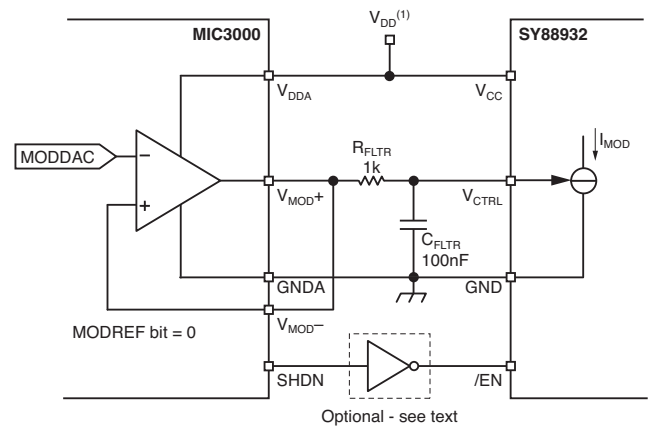 V_DD(1)
MIC3000
SY88932
V_DDA
V_CC
MODDAC
−
+
R_FLTR
1k
I_MOD
V_MOD+
V_CTRL
C_FLTR
100nF
GNDA
GND
V_MOD−
MODREF bit = 0
SHDN
/EN
Optional - see text